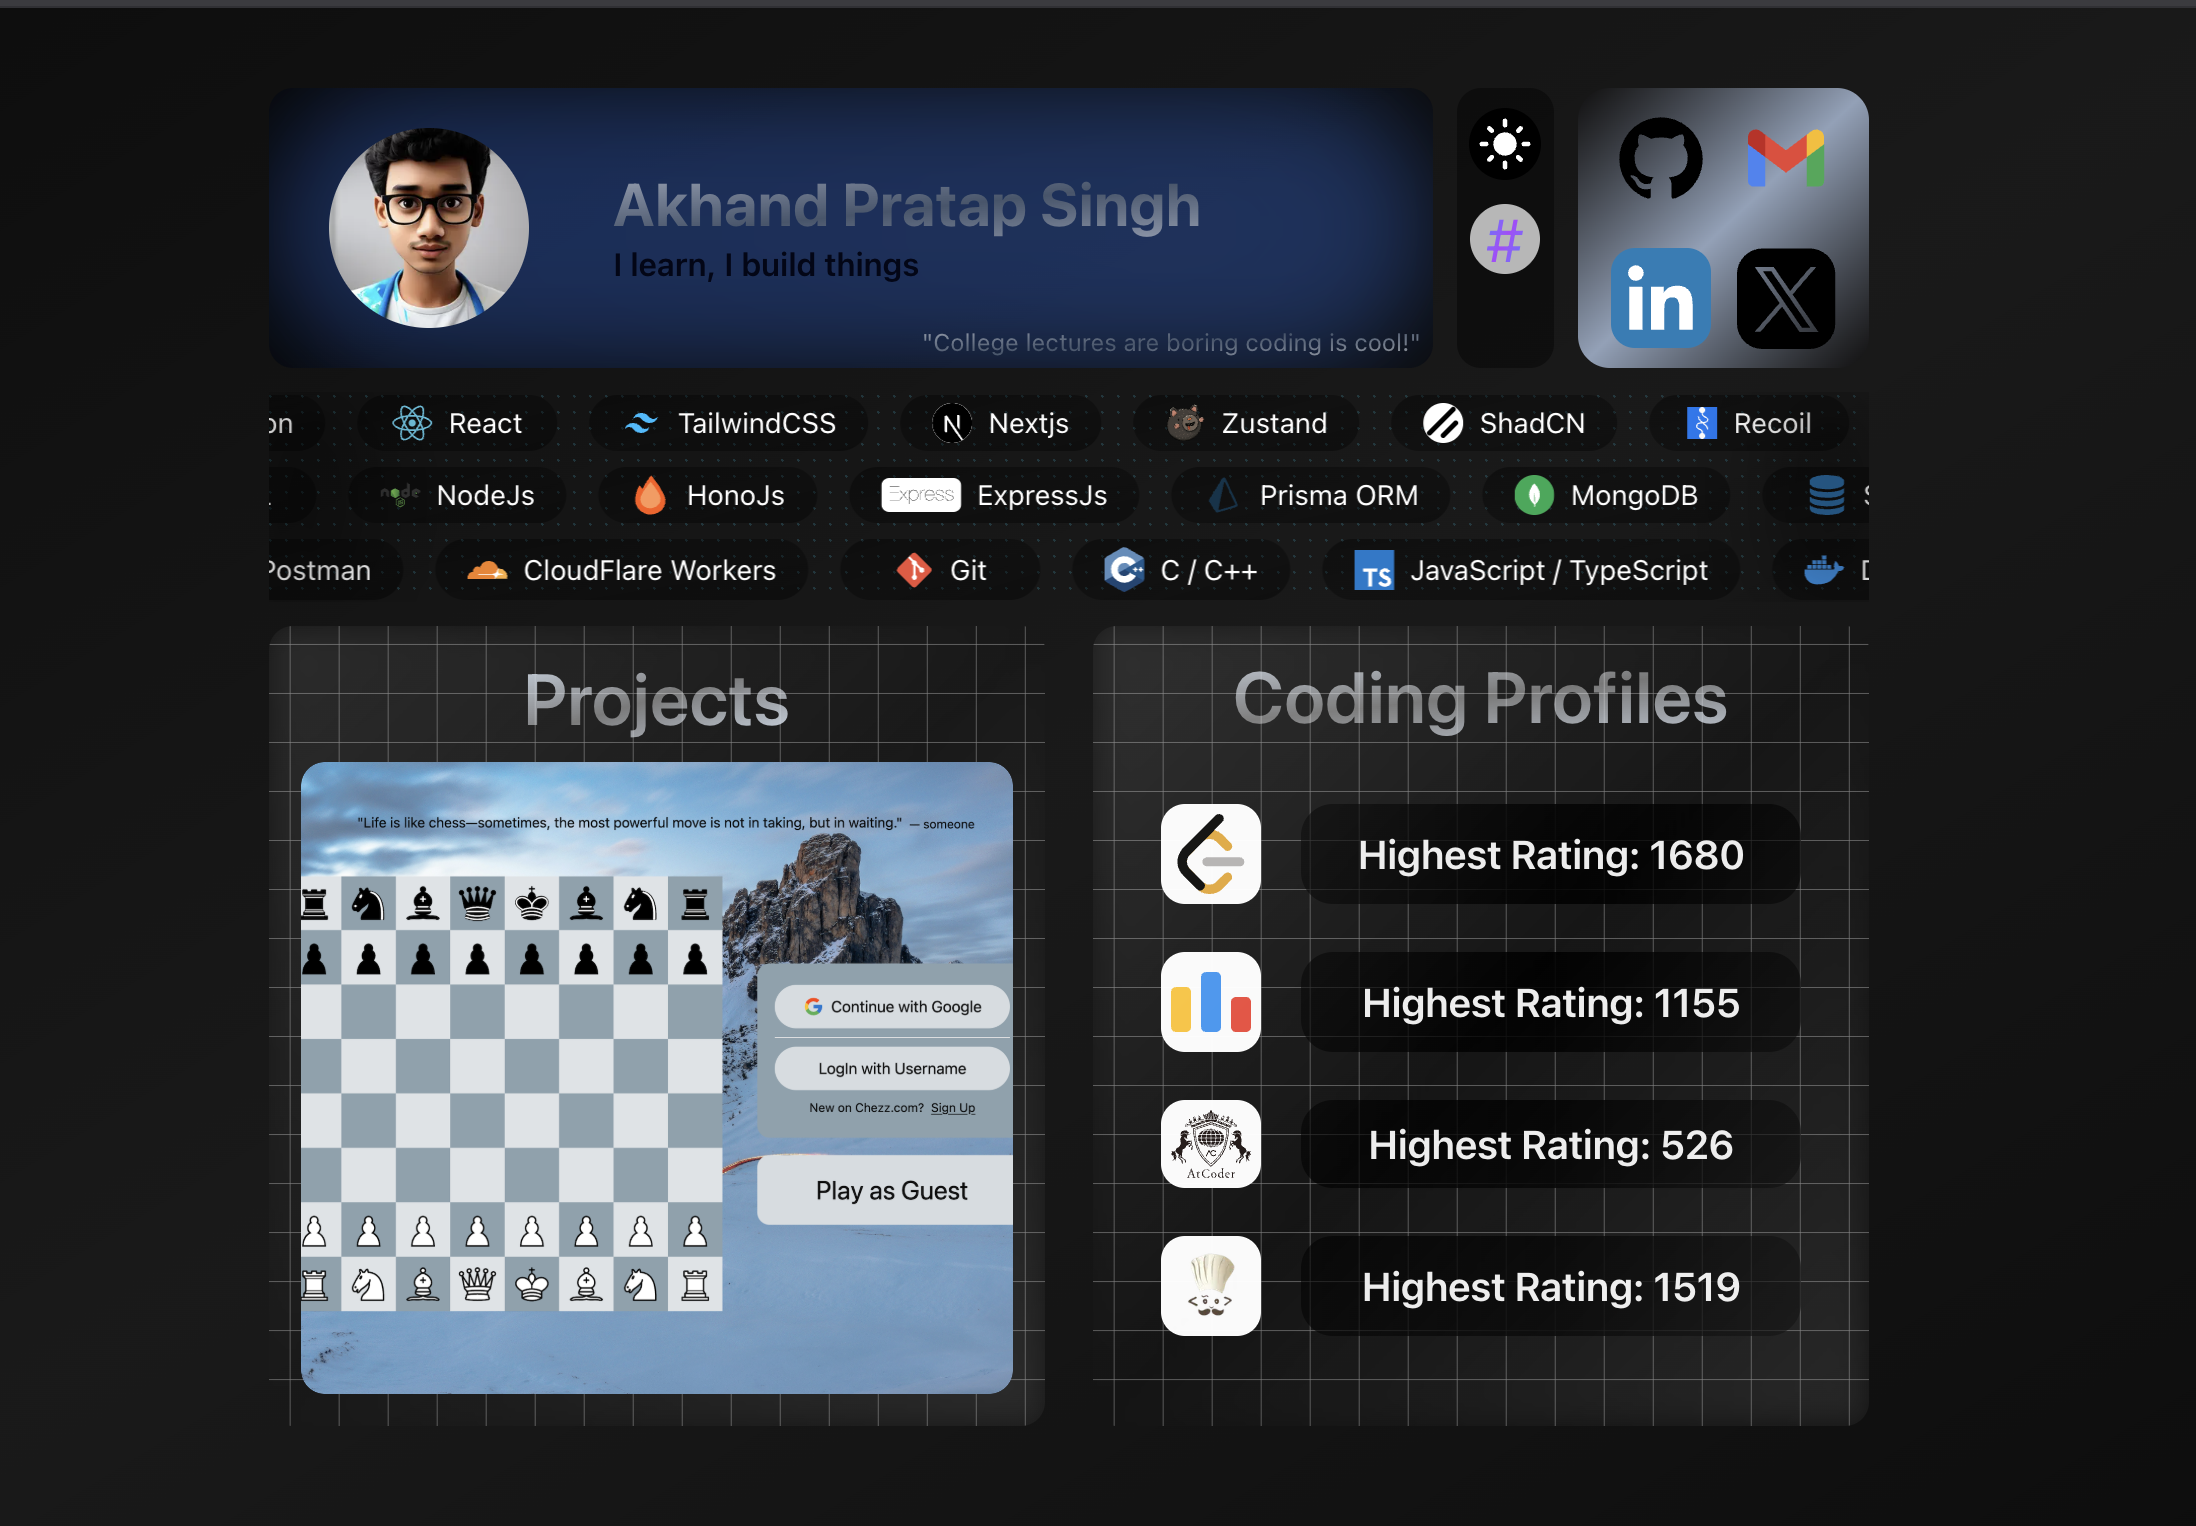 Akhand Pratap Singh
I learn, I build things
"College lectures are boring coding is cool!"
#
in
X
on
React
TailwindCSS
N
Nextjs
Zustand
ShadCN
Recoil
node
NodeJs
HonoJs
Express
ExpressJs
Prisma ORM
MongoDB
S
Postman
CloudFlare Workers
Git
C++
C / C++
TS
JavaScript / TypeScript
D
Projects
"Life is like chess—sometimes, the most powerful move is not in taking, but in waiting." — someone
Continue with Google
LogIn with Username
New on Chezz.com? Sign Up
Play as Guest
Coding Profiles
Highest Rating: 1680
Highest Rating: 1155
AC
AtCoder
Highest Rating: 526
Highest Rating: 1519